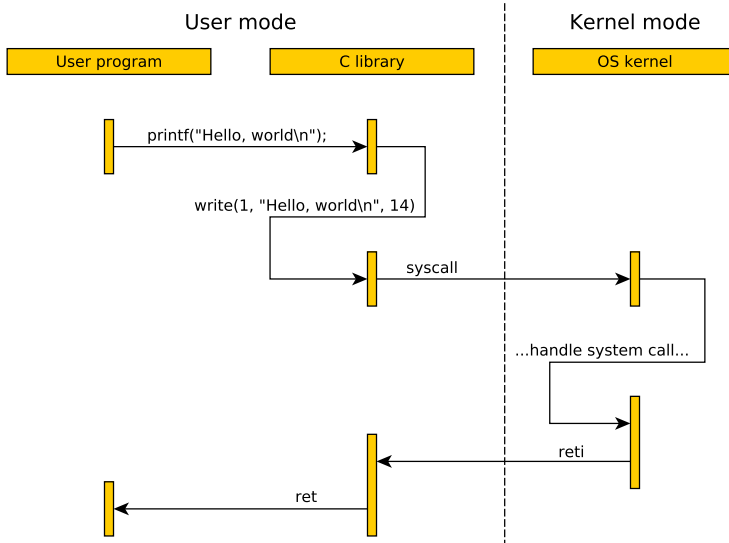 User mode
Kernel mode
User program
C library
OS kernel
printf("Hello, world\n");
write(1, "Hello, world\n", 14)
syscall
...handle system call...
reti
ret